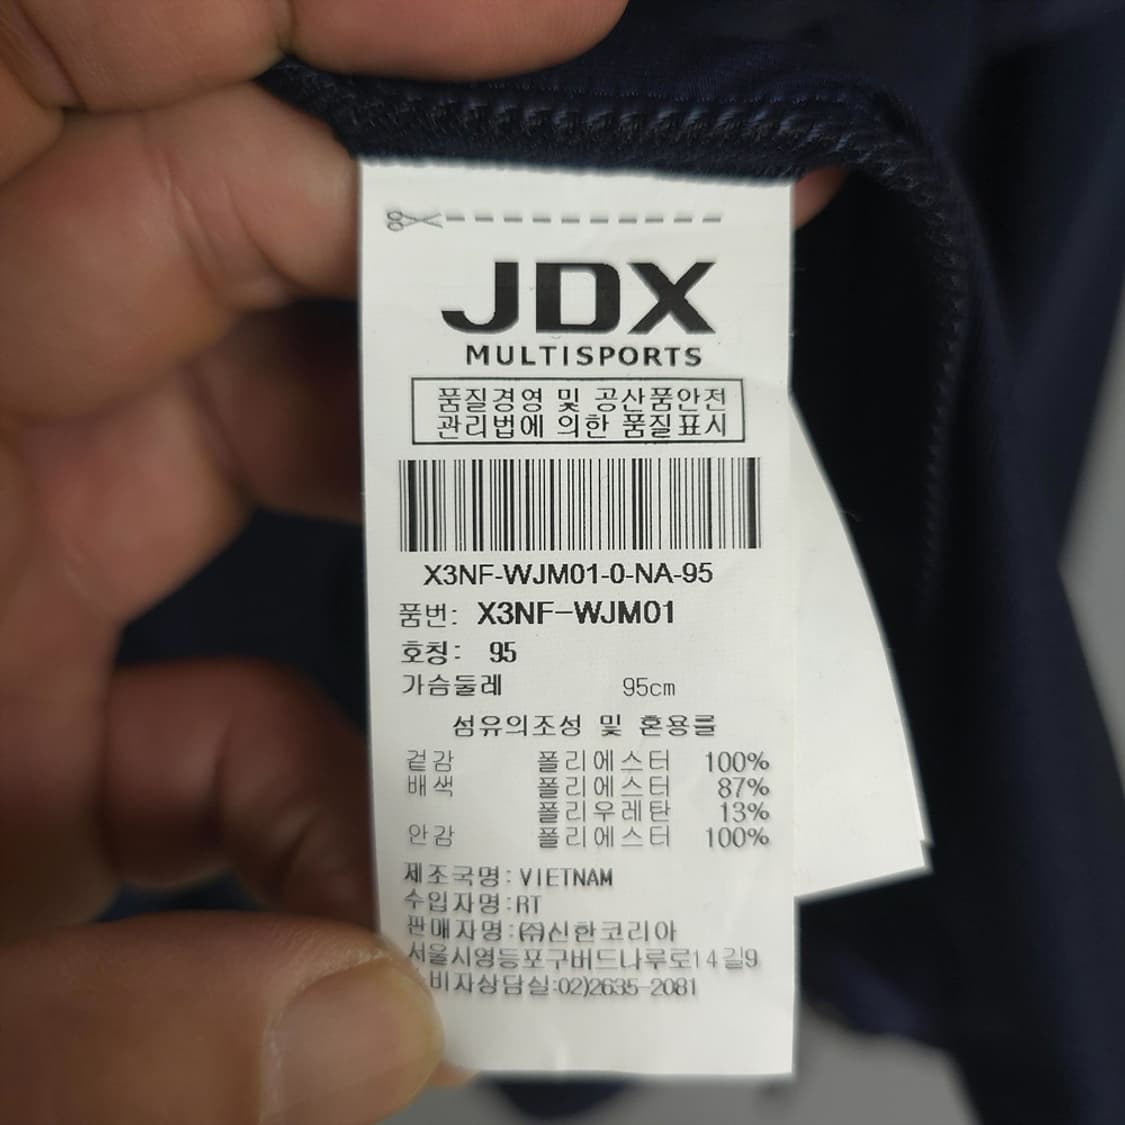 JDX
MULTISPORTS
품질경영 및 공산품안전
관리법에 의한 품질표시
X3NF-WJM01-0-NA-95
품번: X3NF-WJM01
호칭: 95
가슴둘레 95cm
섬유의조성 및 혼용률
겉감 폴리에스터 100%
배색 폴리에스터 87%
폴리우레탄 13%
안감 폴리에스터 100%
제조국명:VIETNAM
수입자명:RT
판매자명:㈜신한코리아
서울시영등포구버드나루로14길9
비자상담실:02)2635-2081